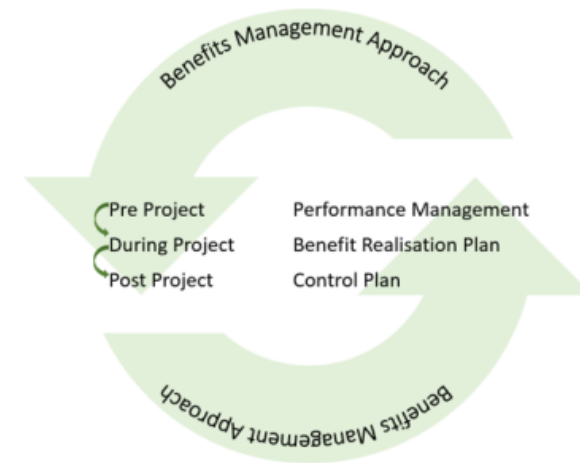 Benefits Management Approach
Pre Project Performance Management
During Project Benefit Realisation Plan
Post Project Control Plan
Benefits Management Approach